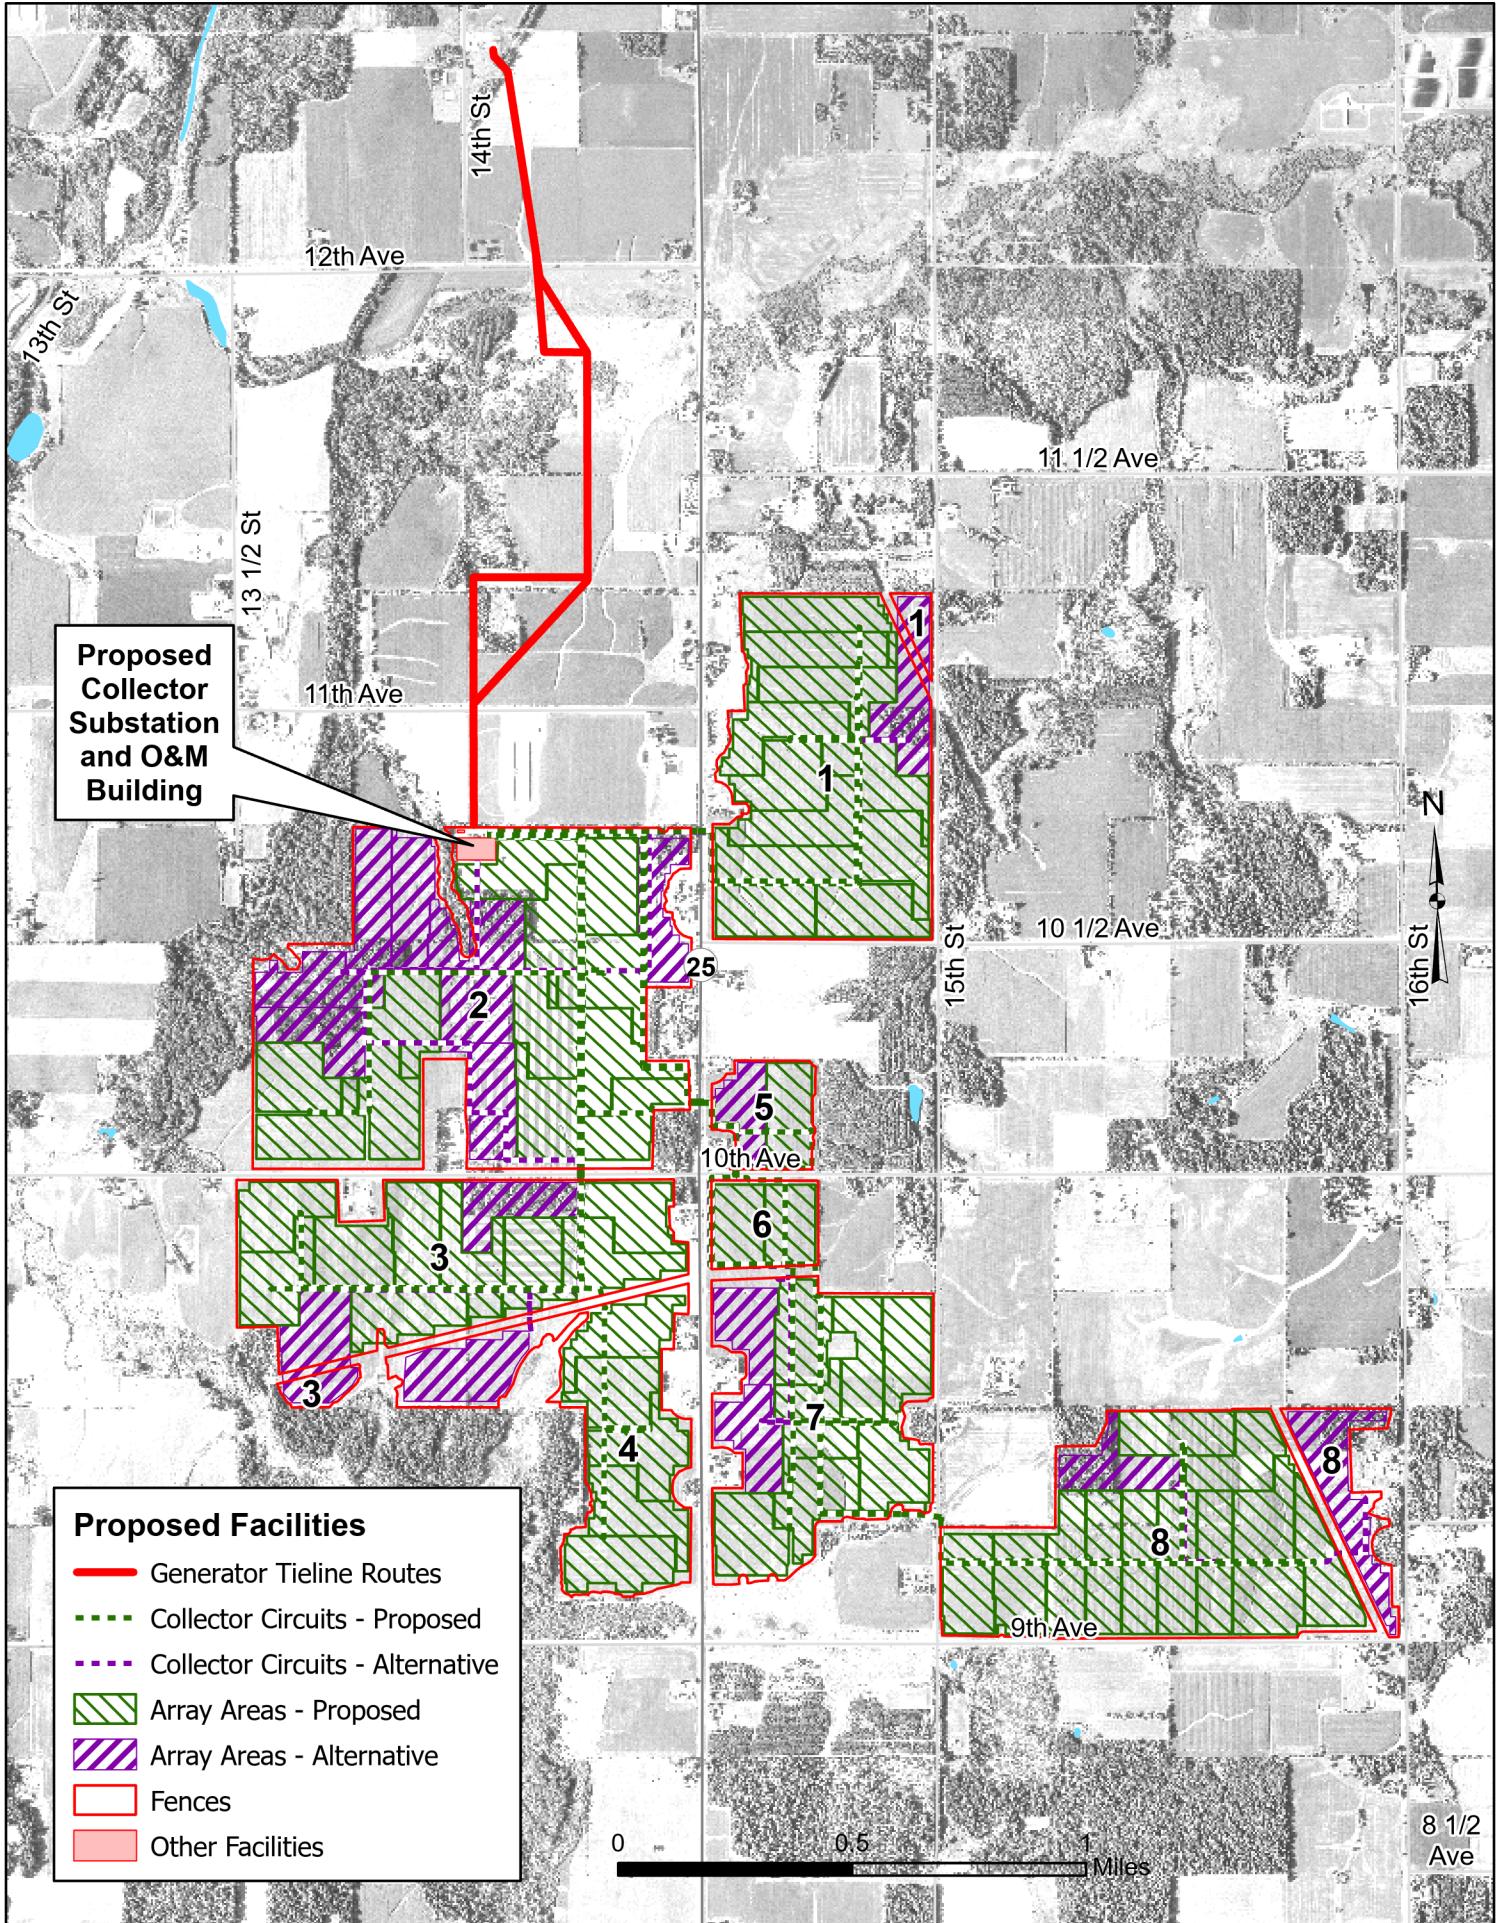 14th St
12th Ave
13th St
11 1/2 Ave
13 1/2 St
1
Proposed
Collector
Substation
and O&M
Building
11th Ave
1
N
10 1/2 Ave
15th St
16th St
25
2
5
10th Ave
6
3
3
7
4
8
8
9th Ave
Proposed Facilities
Generator Tieline Routes
Collector Circuits - Proposed
Collector Circuits - Alternative
Array Areas - Proposed
Array Areas - Alternative
Fences
Other Facilities
0 0.5 1
Miles
8 1/2
Ave